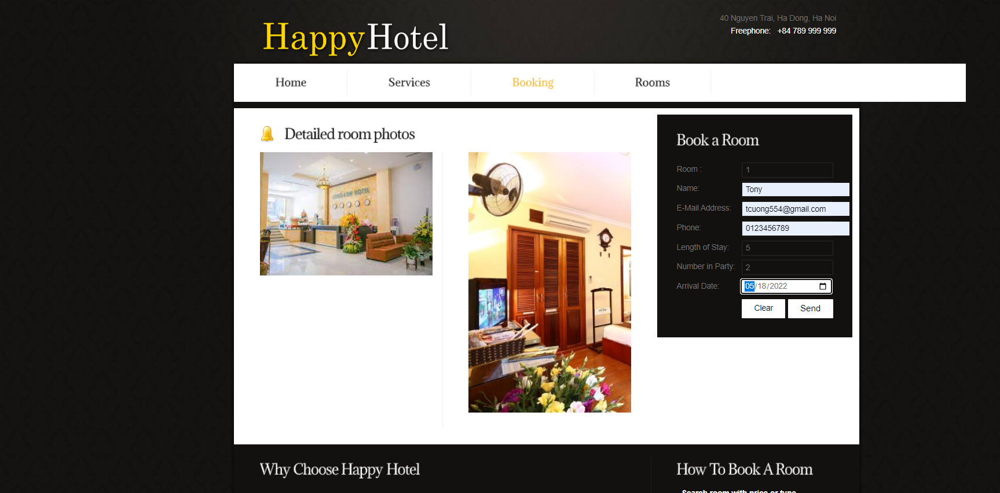 40 Nguyen Trai, Ha Dong, Ha Noi
HappyHotel
Freephone: +84 789 999 999
Home Services Booking Rooms
Detailed room photos
HOTEL
Book a Room
Room : 1
Name: Tony
E-Mail Address: tcuong554@gmail.com
Phone: 0123456789
Length of Stay: 5
Number in Party: 2
Arrival Date: 05/18/2022
Clear Send
Why Choose Happy Hotel
How To Book A Room
Search room with price or type